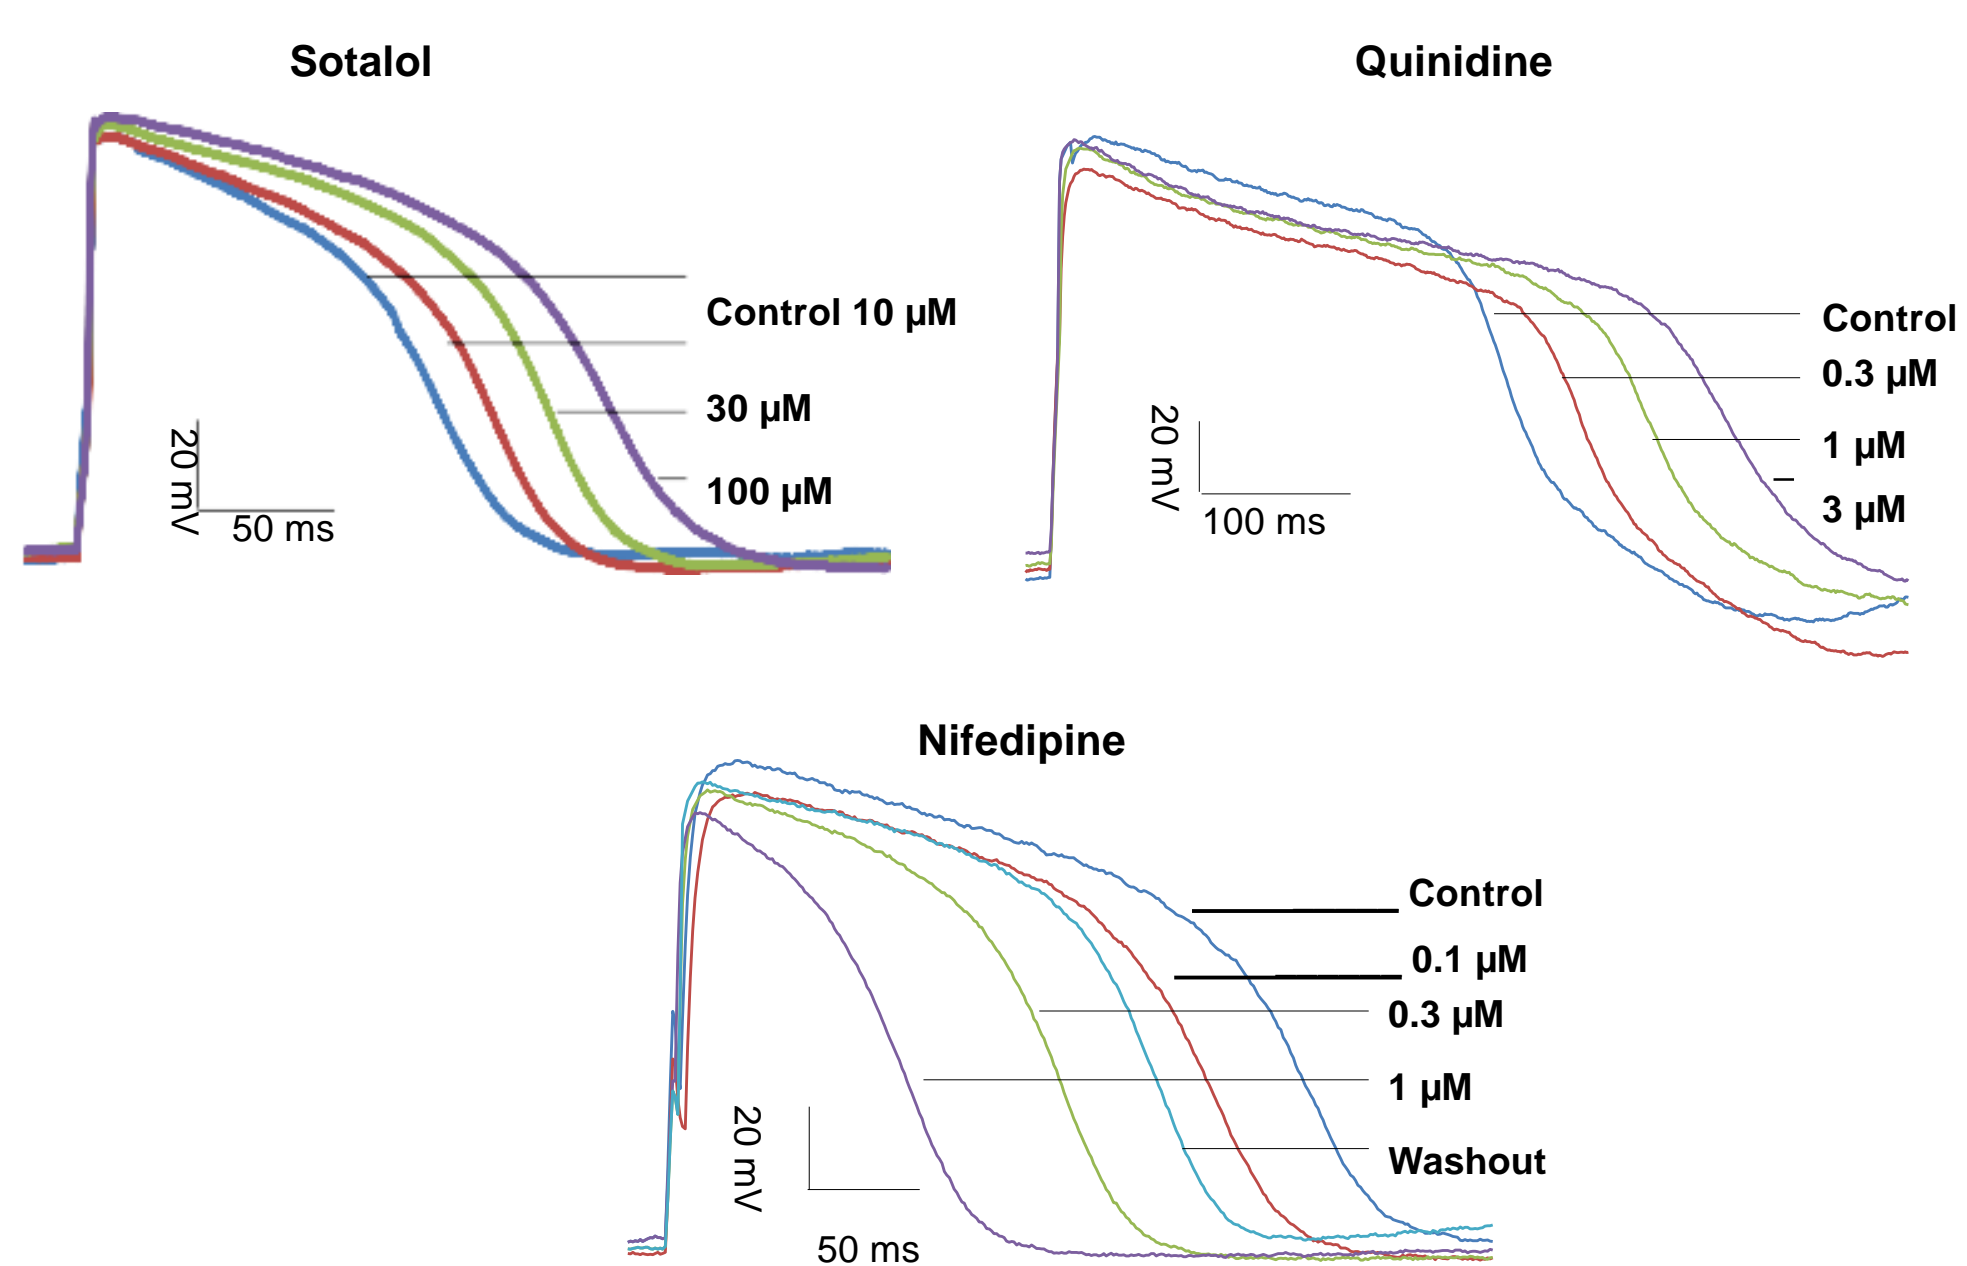 Sotalol
Control 10 µM
30 µM
100 µM
20 mV
50 ms
Quinidine
Control
0.3 µM
1 µM
3 µM
20 mV
100 ms
Nifedipine
Control
0.1 µM
0.3 µM
1 µM
Washout
20 mV
50 ms